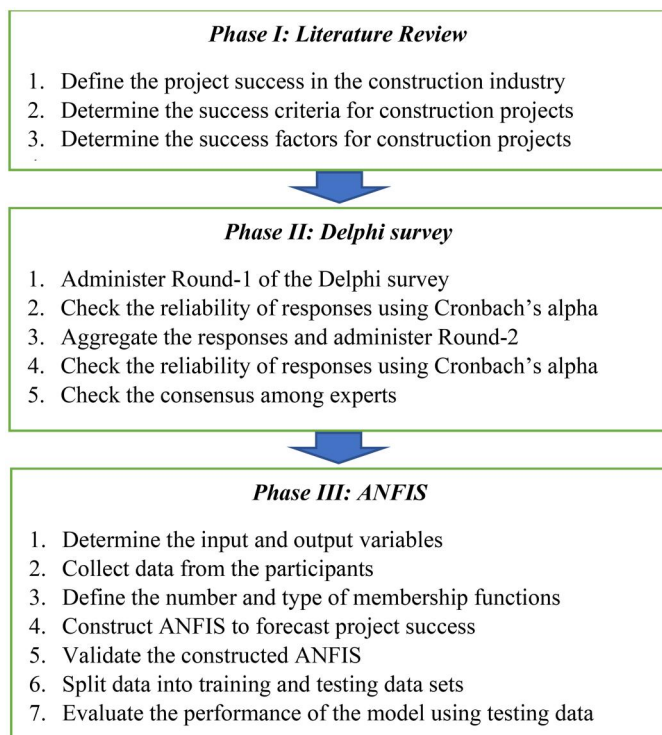 Phase I: Literature Review
1. Define the project success in the construction industry
2. Determine the success criteria for construction projects
3. Determine the success factors for construction projects
Phase II: Delphi survey
1. Administer Round-1 of the Delphi survey
2. Check the reliability of responses using Cronbach’s alpha
3. Aggregate the responses and administer Round-2
4. Check the reliability of responses using Cronbach’s alpha
5. Check the consensus among experts
Phase III: ANFIS
1. Determine the input and output variables
2. Collect data from the participants
3. Define the number and type of membership functions
4. Construct ANFIS to forecast project success
5. Validate the constructed ANFIS
6. Split data into training and testing data sets
7. Evaluate the performance of the model using testing data